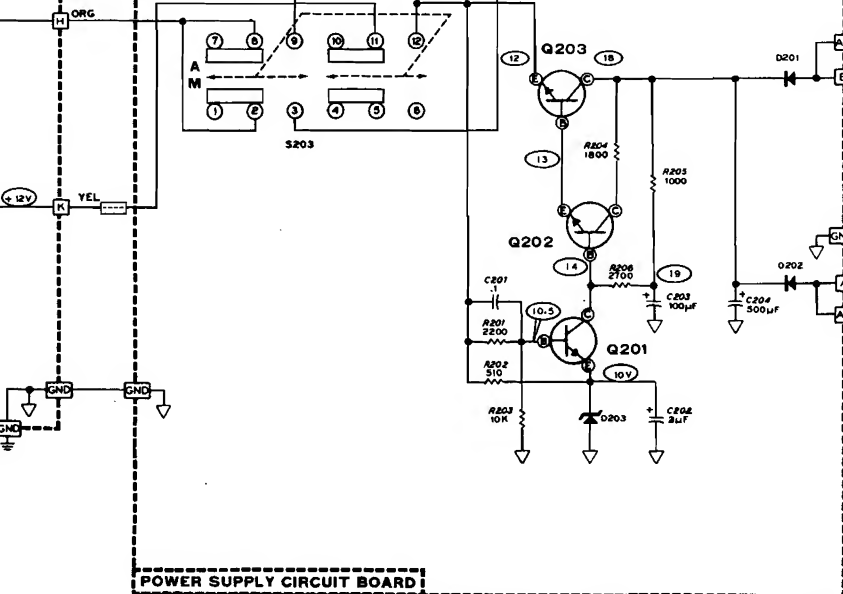 H ORG
7 8 9 10 11 12
A
M
1 2 3 4 5 6
S203
+12V
K YEL
12
Q203
18
E C
B
D201
A
13
R204
1800
R205
1000
E C
Q202
B
14
R206
2700
19
GN
D202
C201
.1
C203
100µF
C204
500µF
A
A
10.5
C
R201
2200
B
Q201
E
R202
510
10V
GND
GND
GND
R203
10K
D203
C202
2µF
POWER SUPPLY CIRCUIT BOARD